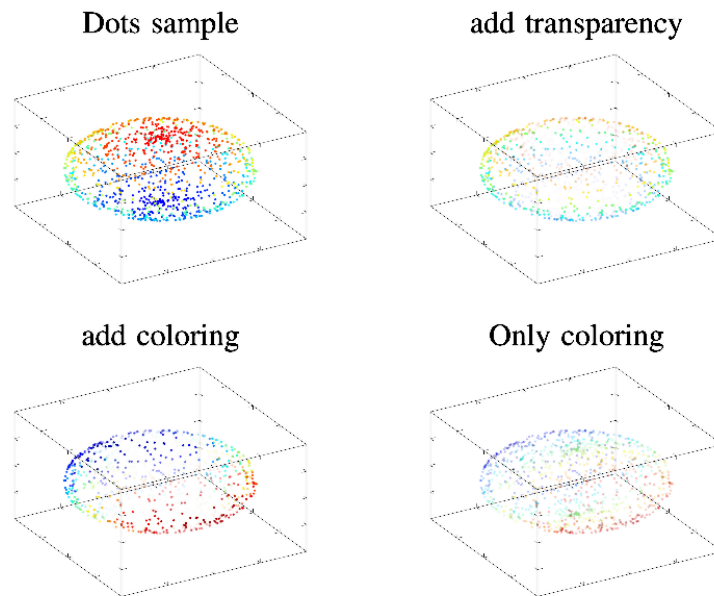 Dots sample
add transparency
add coloring
Only coloring